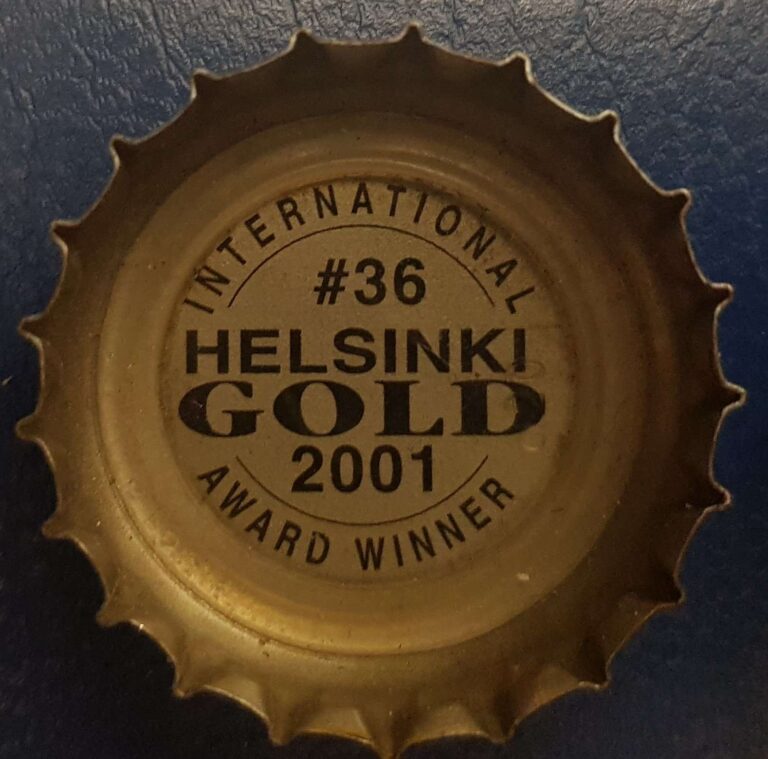 INTERNATIONAL
#36
HELSINKI
GOLD
2001
AWARD WINNER